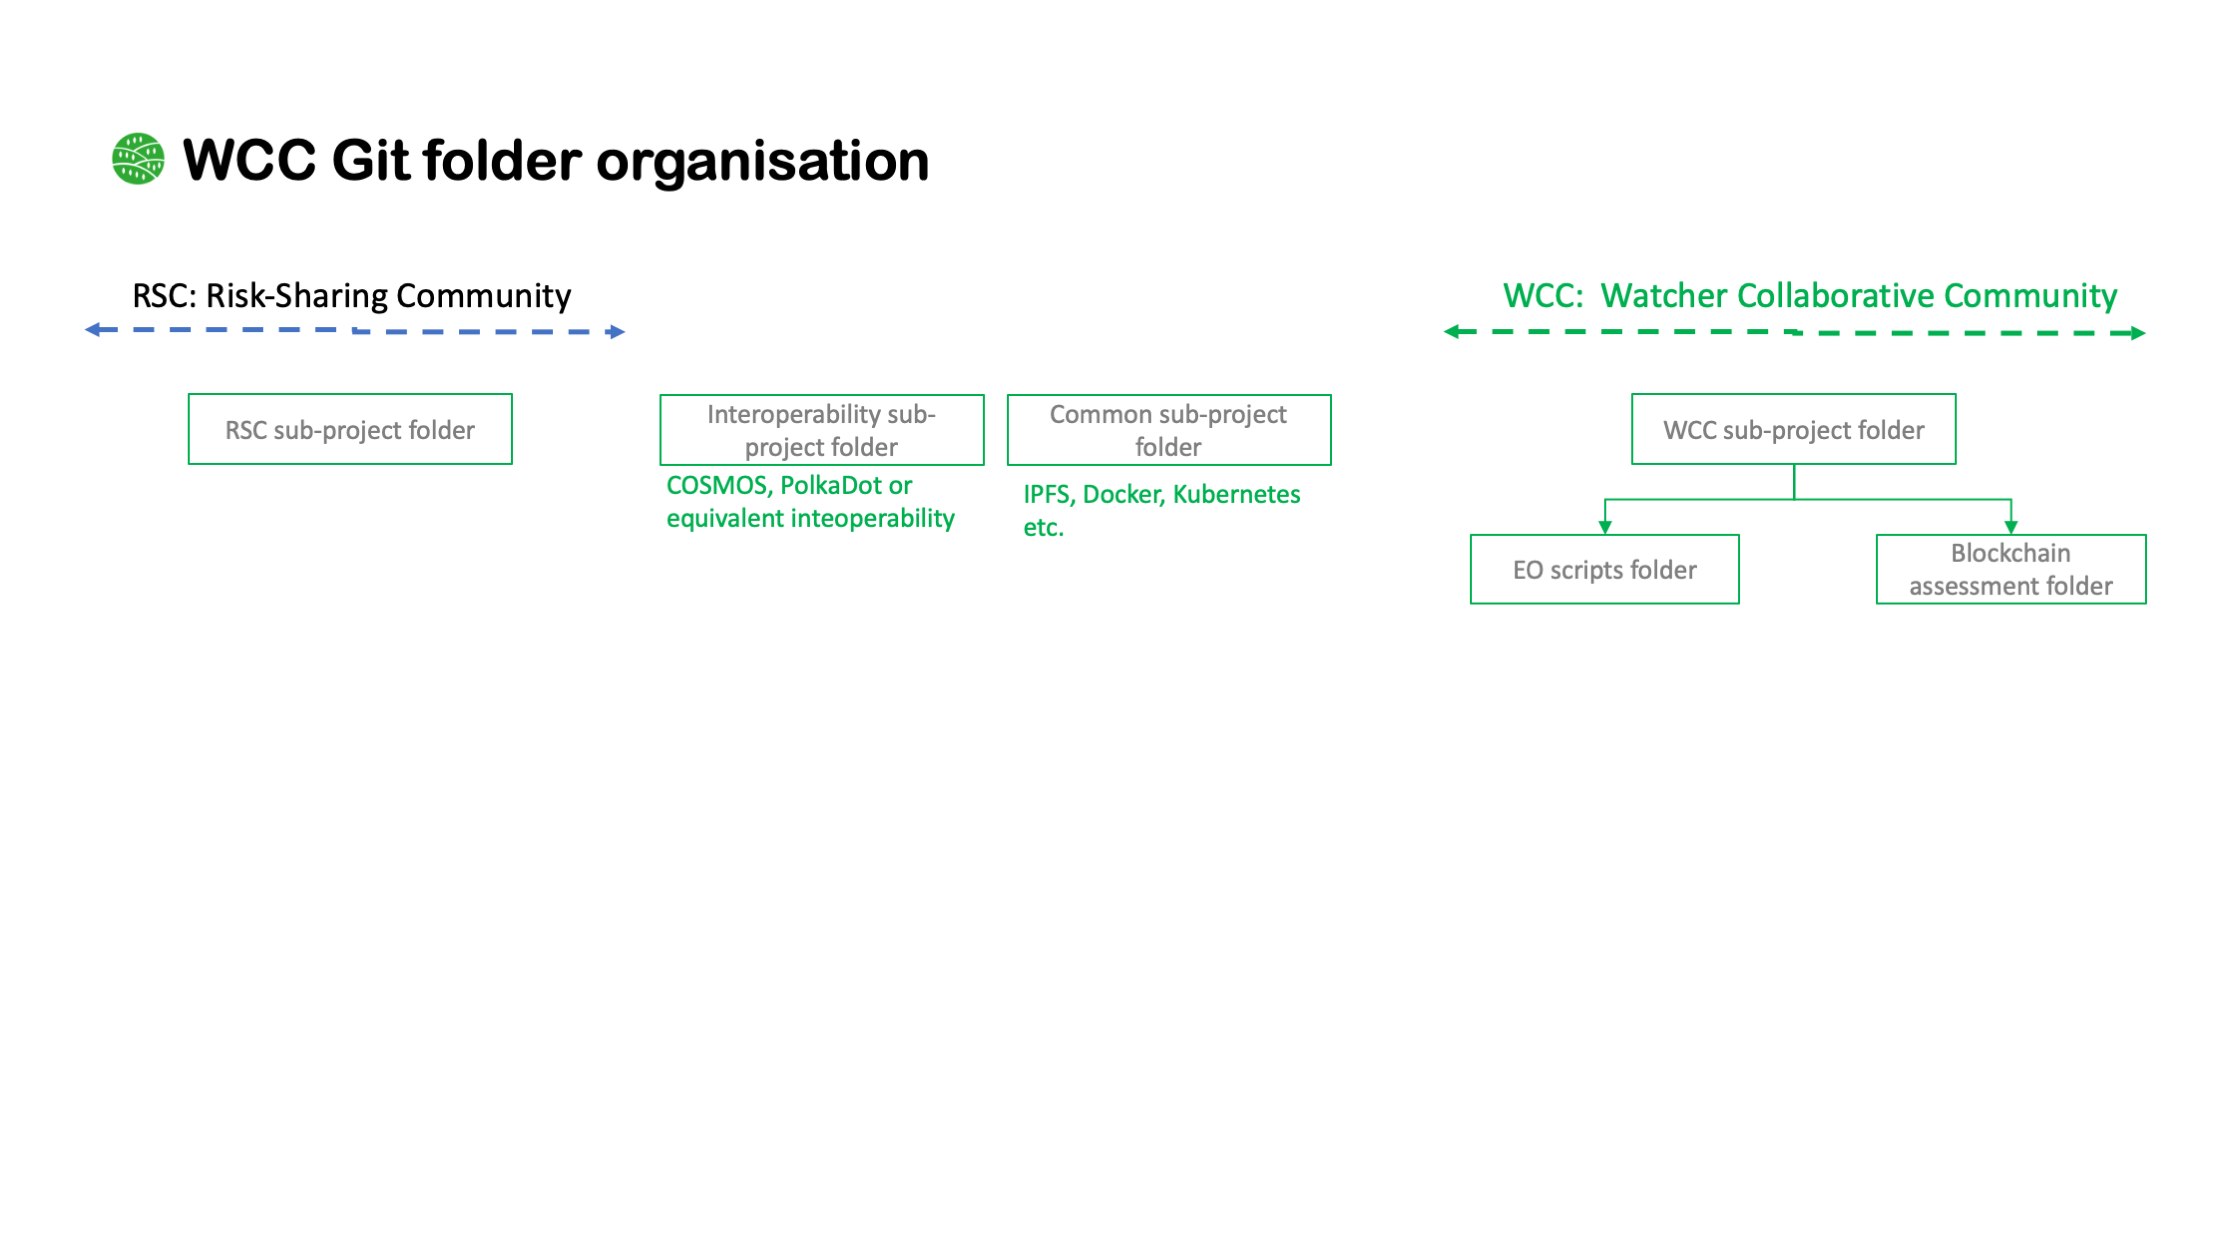 WCC Git folder organisation
RSC: Risk-Sharing Community
WCC:  Watcher Collaborative Community
RSC sub-project folder
Interoperability sub-
project folder
COSMOS, PolkaDot or
equivalent inteoperability
Common sub-project
folder
IPFS, Docker, Kubernetes
etc.
WCC sub-project folder
EO scripts folder
Blockchain
assessment folder